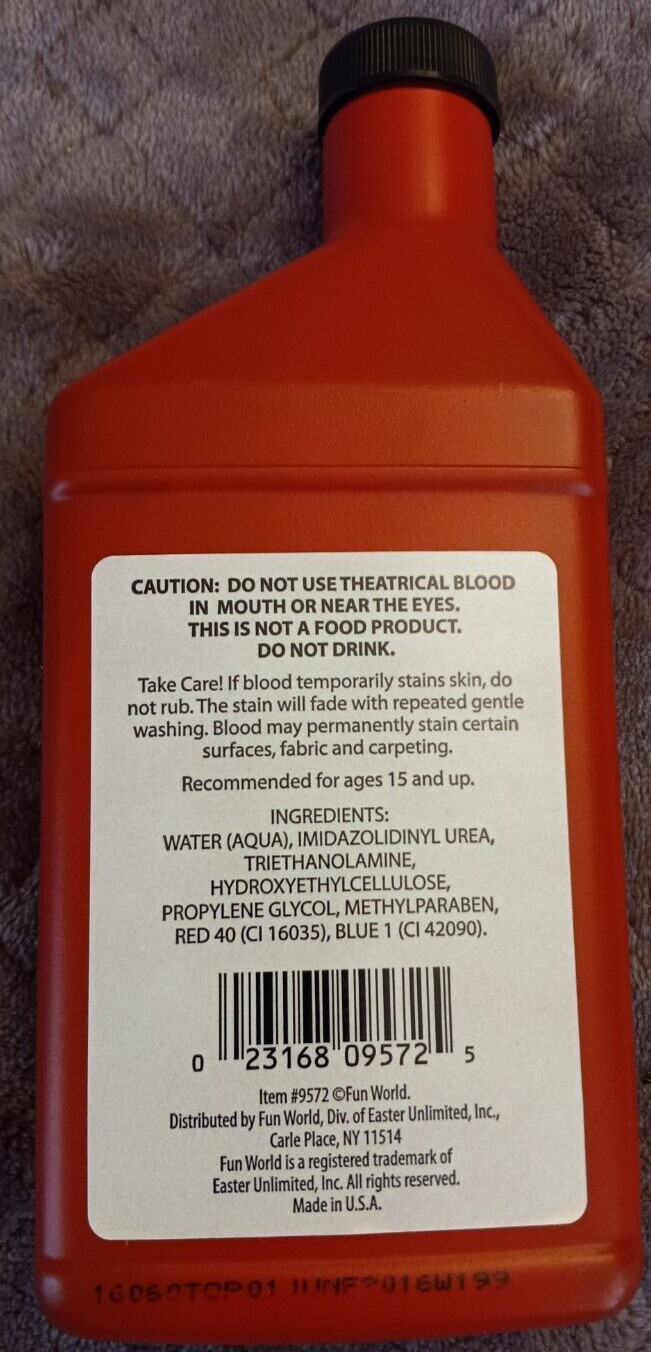 CAUTION: DO NOT USE THEATRICAL BLOOD
IN MOUTH OR NEAR THE EYES.
THIS IS NOT A FOOD PRODUCT.
DO NOT DRINK.
Take Care! If blood temporarily stains skin, do
not rub. The stain will fade with repeated gentle
washing. Blood may permanently stain certain
surfaces, fabric and carpeting.
Recommended for ages 15 and up.
INGREDIENTS:
WATER (AQUA), IMIDAZOLIDINYL UREA,
TRIETHANOLAMINE,
HYDROXYETHYLCELLULOSE,
PROPYLENE GLYCOL, METHYLPARABEN,
RED 40 (CI 16035), BLUE 1 (CI 42090).
0 23168 09572 5
Item #9572 ©Fun World.
Distributed by Fun World, Div. of Easter Unlimited, Inc.,
Carle Place, NY 11514
Fun World is a registered trademark of
Easter Unlimited, Inc. All rights reserved.
Made in U.S.A.